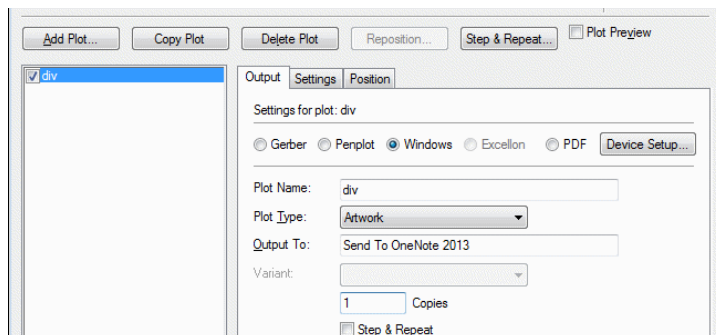 Add Plot... Copy Plot Delete Plot Reposition... Step & Repeat... Plot Preview
div
Output Settings Position
Settings for plot: div
Gerber Penplot Windows Excellon PDF Device Setup...
Plot Name: div
Plot Type: Artwork
Output To: Send To OneNote 2013
Variant:
1 Copies
Step & Repeat